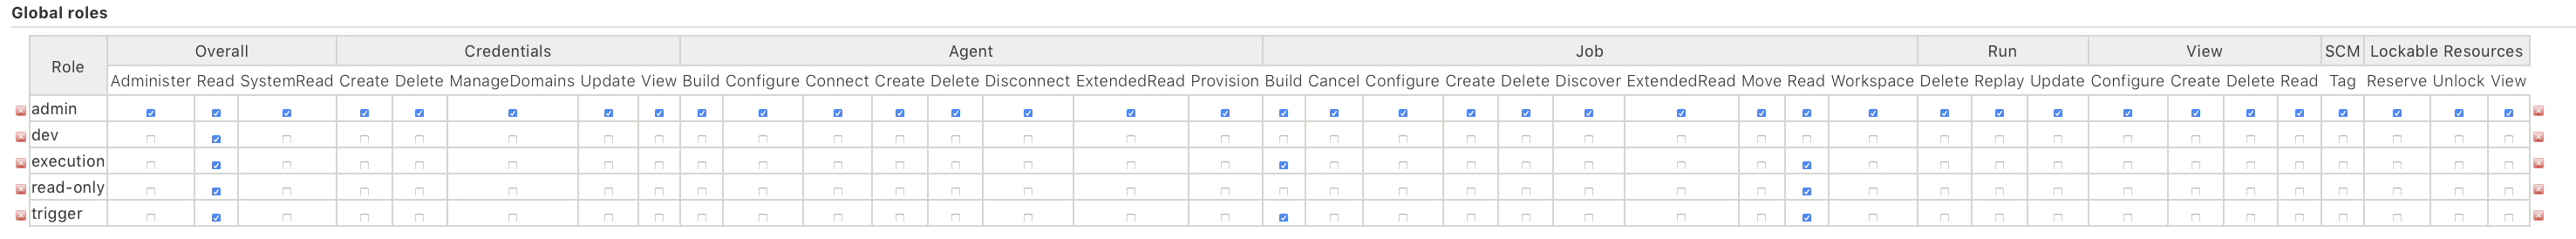 Global roles
Role Overall Credentials Agent Job Run View SCM Lockable Resources
Administer Read SystemRead Create Delete ManageDomains Update View Build Configure Connect Create Delete Disconnect ExtendedRead Provision Build Cancel Configure Create Delete Discover ExtendedRead Move Read Workspace Delete Replay Update Configure Create Delete Read Tag Reserve Unlock View
admin
dev
execution
read-only
trigger